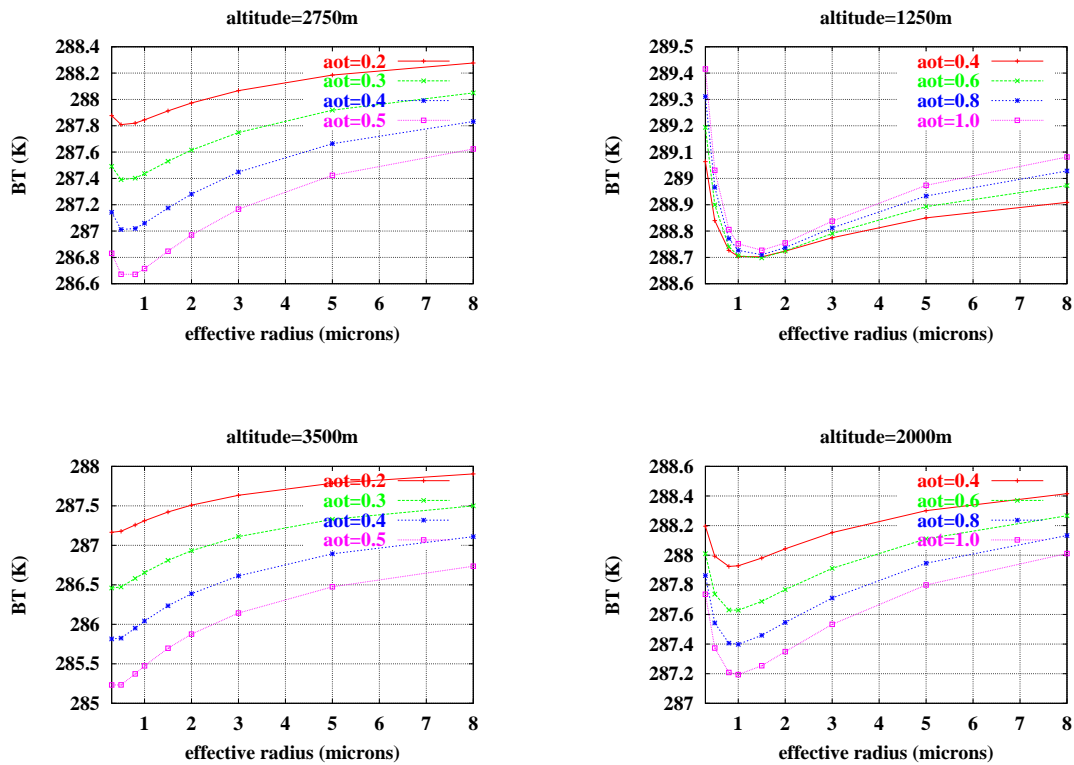 altitude=2750m
288.4
288.2
288
287.8
287.6
287.4
287.2
287
286.8
286.6
BT (K)
aot=0.2
aot=0.3
aot=0.4
aot=0.5
1 2 3 4 5 6 7 8
effective radius (microns)
altitude=1250m
289.5
289.4
289.3
289.2
289.1
289
288.9
288.8
288.7
288.6
BT (K)
aot=0.4
aot=0.6
aot=0.8
aot=1.0
1 2 3 4 5 6 7 8
effective radius (microns)
altitude=3500m
288
287.5
287
286.5
286
285.5
285
BT (K)
aot=0.2
aot=0.3
aot=0.4
aot=0.5
1 2 3 4 5 6 7 8
effective radius (microns)
altitude=2000m
288.6
288.4
288.2
288
287.8
287.6
287.4
287.2
287
BT (K)
aot=0.4
aot=0.6
aot=0.8
aot=1.0
1 2 3 4 5 6 7 8
effective radius (microns)